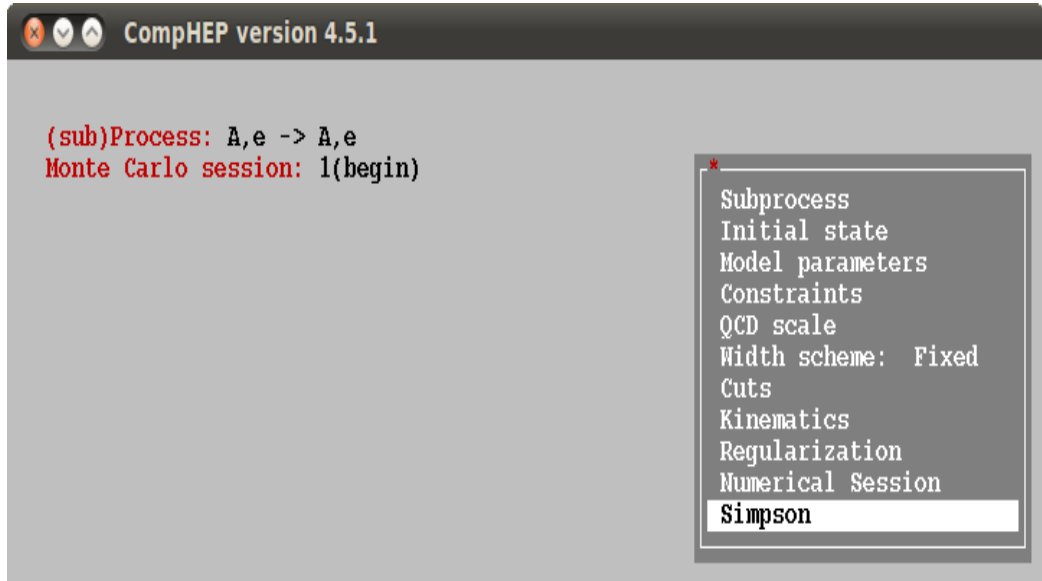 CompHEP version 4.5.1
(sub)Process: A,e -> A,e
Monte Carlo session: 1(begin)
*
Subprocess
Initial state
Model parameters
Constraints
QCD scale
Width scheme: Fixed
Cuts
Kinematics
Regularization
Numerical Session
Simpson